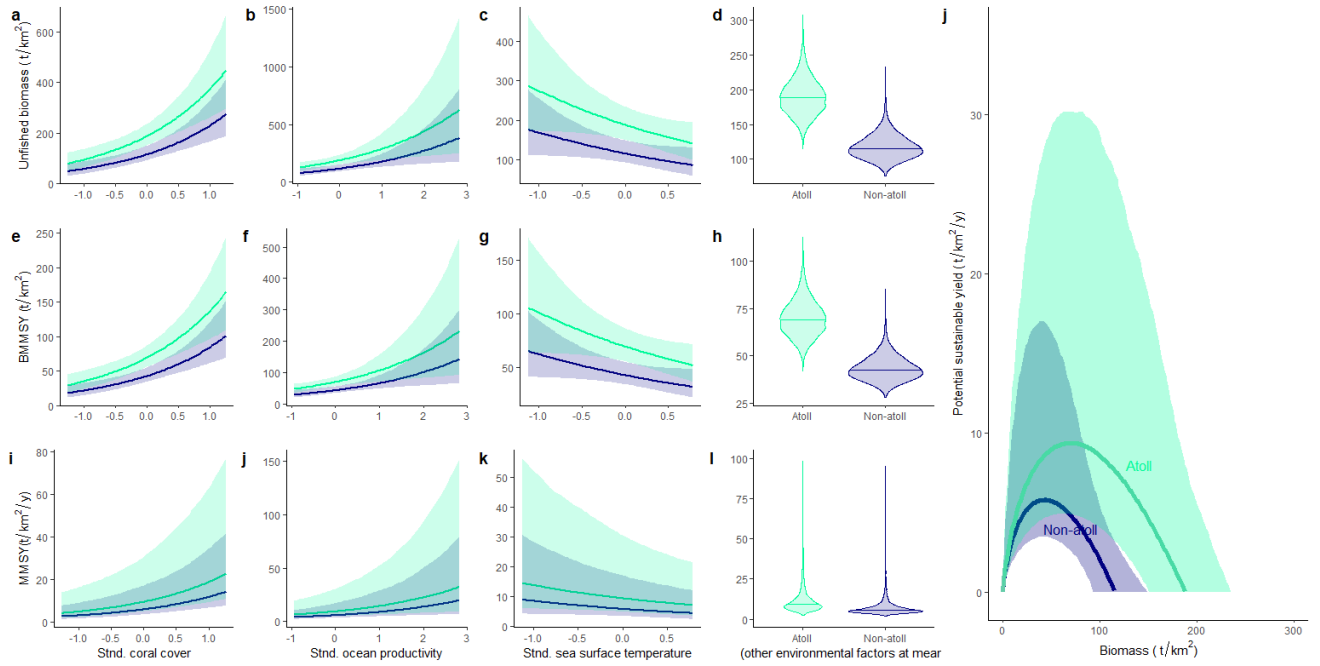 a
b
c
d
j
Unfished biomass ( t/km²)
0
200
400
600
-1.0 -0.5 0.0 0.5 1.0
0
500
1000
1500
-1 0 1 2 3
100
200
300
400
-1.0 -0.5 0.0 0.5
100
150
200
250
300
Atoll Non-atoll
e
f
g
h
BMMSY (t/km²)
0
50
100
150
200
250
-1.0 -0.5 0.0 0.5 1.0
0
100
200
300
400
500
-1 0 1 2 3
50
100
150
-1.0 -0.5 0.0 0.5
25
50
75
100
Atoll Non-atoll
i
j
k
l
MMSY(t/km²/y)
0
20
40
60
80
-1.0 -0.5 0.0 0.5 1.0
Stnd. coral cover
0
50
100
150
-1 0 1 2 3
Stnd. ocean productivity
0
10
20
30
40
50
-1.0 -0.5 0.0 0.5
Stnd. sea surface temperature
0
25
50
75
100
Atoll Non-atoll
(other environmental factors at mear
Potential sustainable yield ( t/km²/y)
0
10
20
30
Atoll
Non-atoll
0 100 200 300
Biomass ( t/km²)